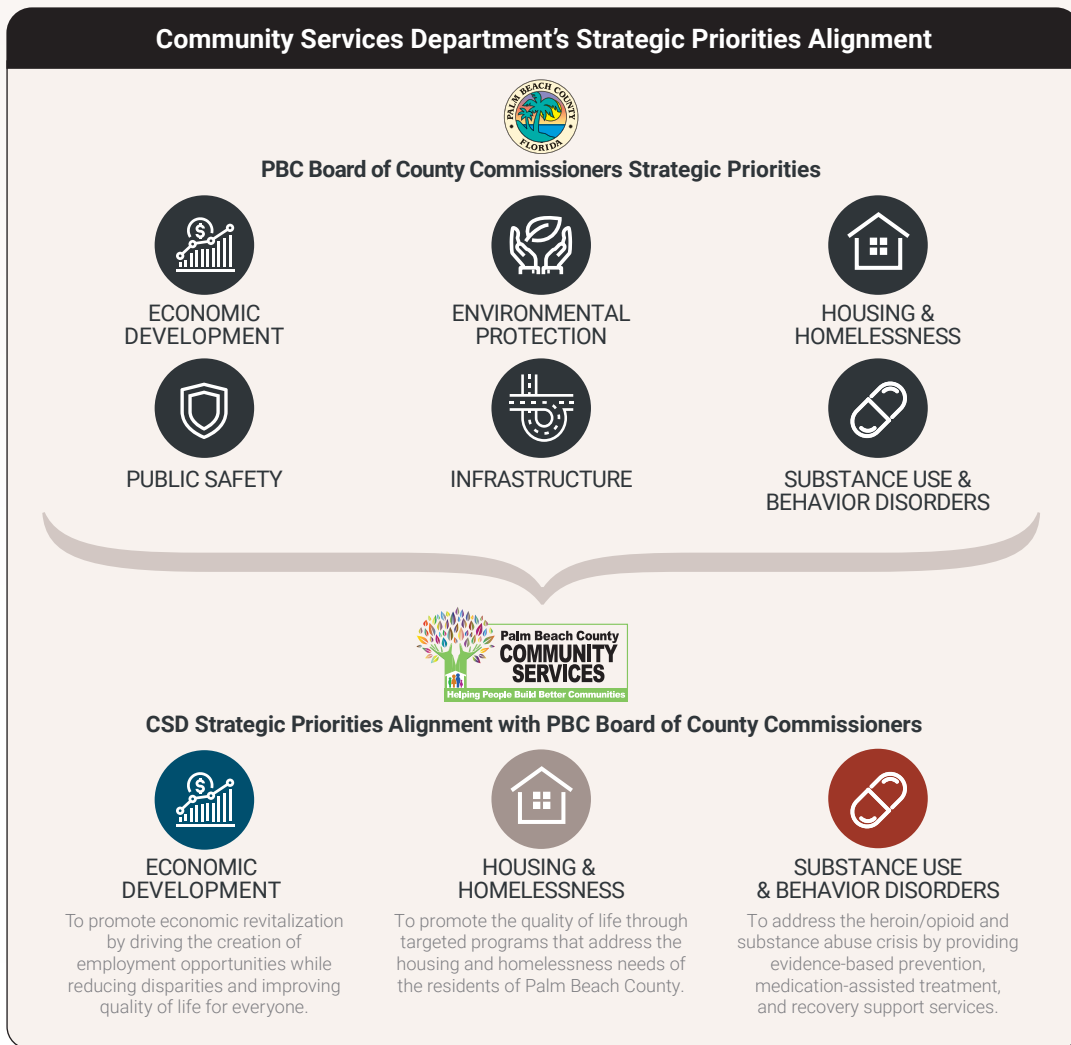 Community Services Department's Strategic Priorities Alignment
PALM BEACH COUNTY
FLORIDA
PBC Board of County Commissioners Strategic Priorities
ECONOMIC
DEVELOPMENT
ENVIRONMENTAL
PROTECTION
HOUSING &
HOMELESSNESS
PUBLIC SAFETY
INFRASTRUCTURE
SUBSTANCE USE &
BEHAVIOR DISORDERS
Palm Beach County
COMMUNITY
SERVICES
Helping People Build Better Communities
CSD Strategic Priorities Alignment with PBC Board of County Commissioners
ECONOMIC
DEVELOPMENT
To promote economic revitalization
by driving the creation of
employment opportunities while
reducing disparities and improving
quality of life for everyone.
HOUSING &
HOMELESSNESS
To promote the quality of life through
targeted programs that address the
housing and homelessness needs of
the residents of Palm Beach County.
SUBSTANCE USE
& BEHAVIOR DISORDERS
To address the heroin/opioid and
substance abuse crisis by providing
evidence-based prevention,
medication-assisted treatment,
and recovery support services.